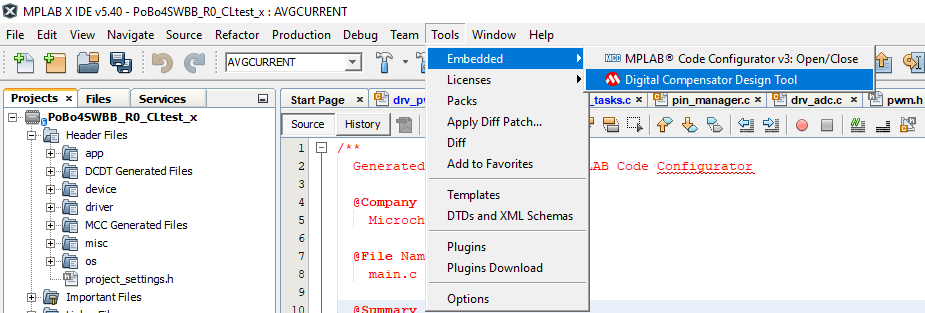 MPLAB X IDE v5.40 - PoBo4SWBB_R0_CLtest_x : AVGCURRENT
File Edit View Navigate Source Refactor Production Debug Team Tools Window Help
AVGCURRENT
Embedded
MPLAB® Code Configurator v3: Open/Close
Licenses
Digital Compensator Design Tool
Projects × Files Services
Start Page × drv_p
_tasks.c × pin_manager.c × drv_adc.c × pwn.h
Packs
PoBo4SWBB_R0_CLtest_x
Source History
Apply Diff Patch...
Header Files
Diff
1 /**
app
Add to Favorites
2 Generated
LAB Code Configurator
DCDT Generated Files
3
device
Templates
4 @Company
driver
DTDs and XML Schemas
5 Microch
MCC Generated Files
6
misc
Plugins
7 @File Nam
os
Plugins Download
8 main.c
project_settings.h
9
Important Files
Options
10 @Summary